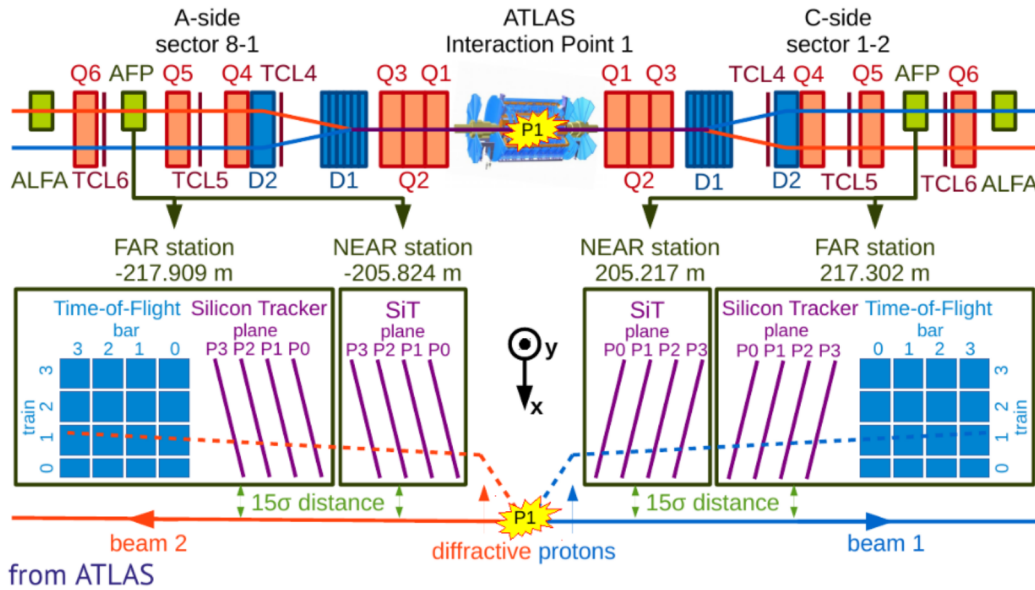 A-side
sector 8-1
ATLAS
Interaction Point 1
C-side
sector 1-2
Q6 AFP Q5 Q4 TCL4 Q3 Q1 Q1 Q3 TCL4 Q4 Q5 AFP Q6
P1
ALFA TCL6 TCL5 D2 D1 Q2 Q2 D1 D2 TCL5 TCL6 ALFA
FAR station
-217.909 m
NEAR station
-205.824 m
NEAR station
205.217 m
FAR station
217.302 m
Time-of-Flight
bar
3 2 1 0
3
2
1
0
train
Silicon Tracker
plane
P3 P2 P1 P0
SiT
plane
P3 P2 P1 P0
y
x
SiT
plane
P0 P1 P2 P3
Silicon Tracker
plane
P0 P1 P2 P3
Time-of-Flight
bar
0 1 2 3
3
2
1
0
train
15σ distance
15σ distance
P1
beam 2
diffractive protons
beam 1
from ATLAS